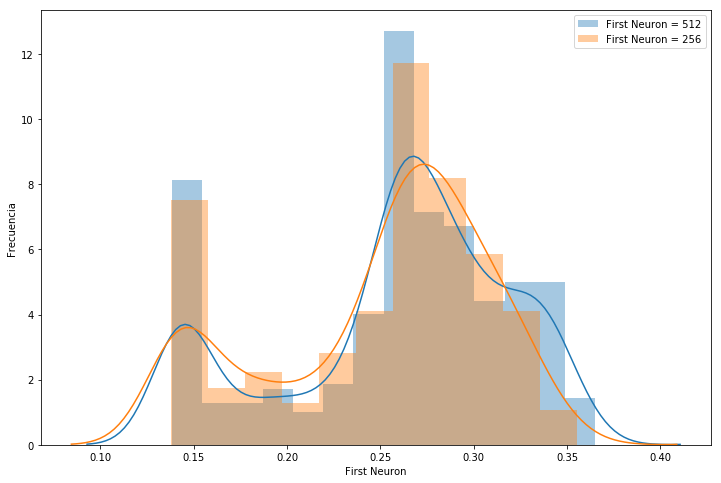 First Neuron = 512
First Neuron = 256
Frecuencia
12
10
8
6
4
2
0
0.10 0.15 0.20 0.25 0.30 0.35 0.40
First Neuron